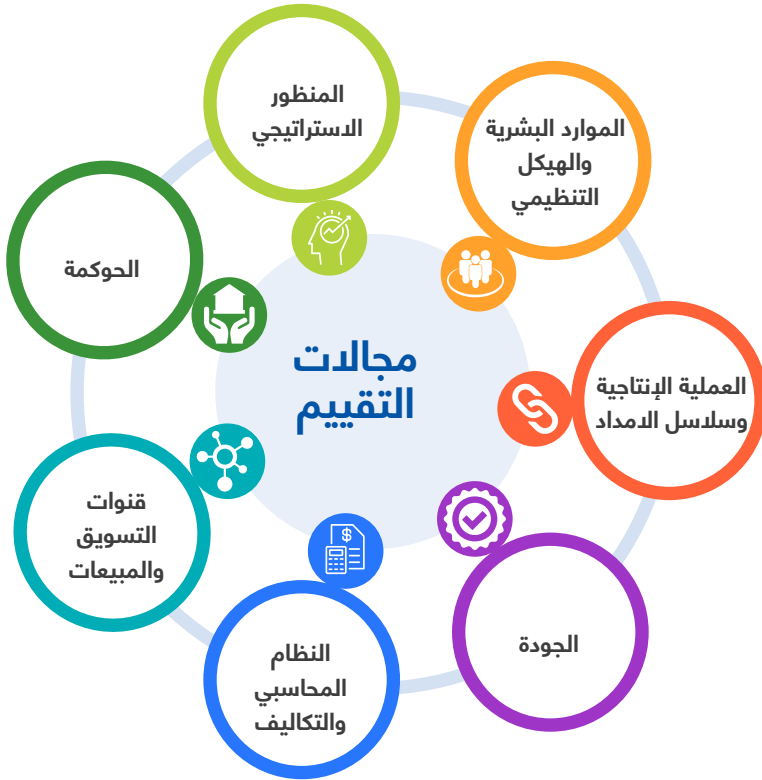 مجالات
التقييم
المنظور
الاستراتيجي
الموارد البشرية
والهيكل
التنظيمي
العملية الإنتاجية
وسلاسل الامداد
الجودة
النظام
المحاسبي
والتكاليف
قنوات
التسويق
والمبيعات
الحوكمة
$